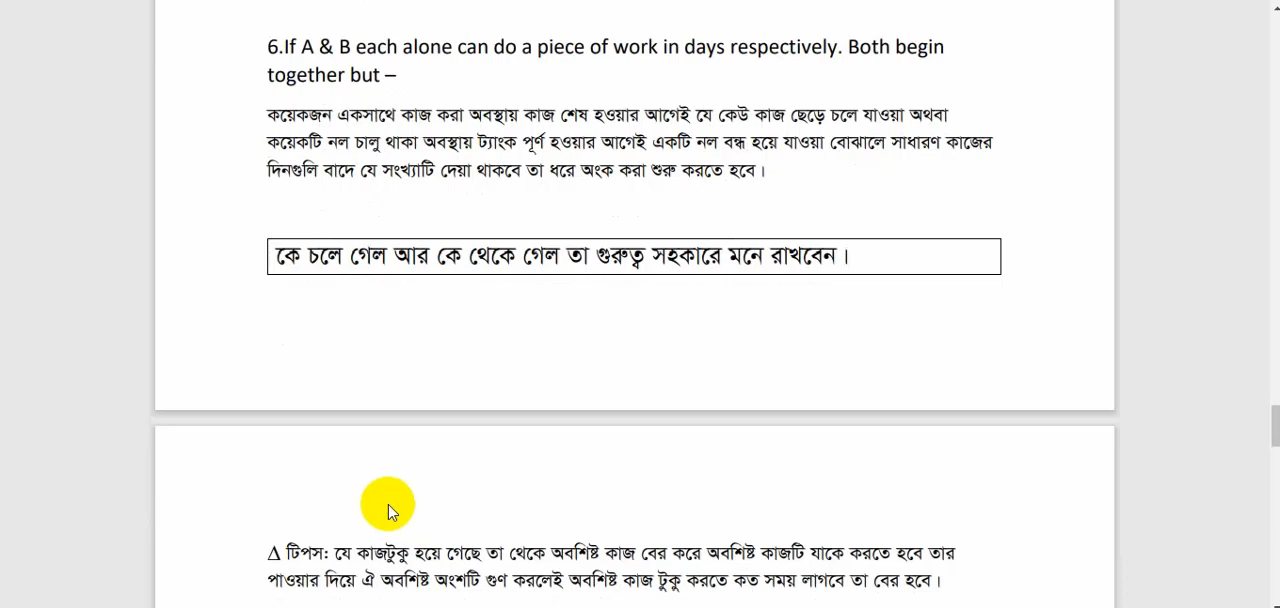 6.If A & B each alone can do a piece of work in days respectively. Both begin
together but –
কয়েকজন একসাথে কাজ করা অবস্থায় কাজ শেষ হওয়ার আগেই যে কেউ কাজ ছেড়ে চলে যাওয়া অথবা
কয়েকটি নল চালু থাকা অবস্থায় ট্যাংক পূর্ণ হওয়ার আগেই একটি নল বন্ধ হয়ে যাওয়া বোঝালে সাধারণ কাজের
দিনগুলি বাদে যে সংখ্যাটি দেয়া থাকবে তা ধরে অংক করা শুরু করতে হবে।
কে চলে গেল আর কে থেকে গেল তা গুরুত্ব সহকারে মনে রাখবেন।
Δ টিপস: যে কাজটুকু হয়ে গেছে তা থেকে অবশিষ্ট কাজ বের করে অবশিষ্ট কাজটি যাকে করতে হবে তার
পাওয়ার দিয়ে ঐ অবশিষ্ট অংশটি গুণ করলেই অবশিষ্ট কাজ টুকু করতে কত সময় লাগবে তা বের হবে।